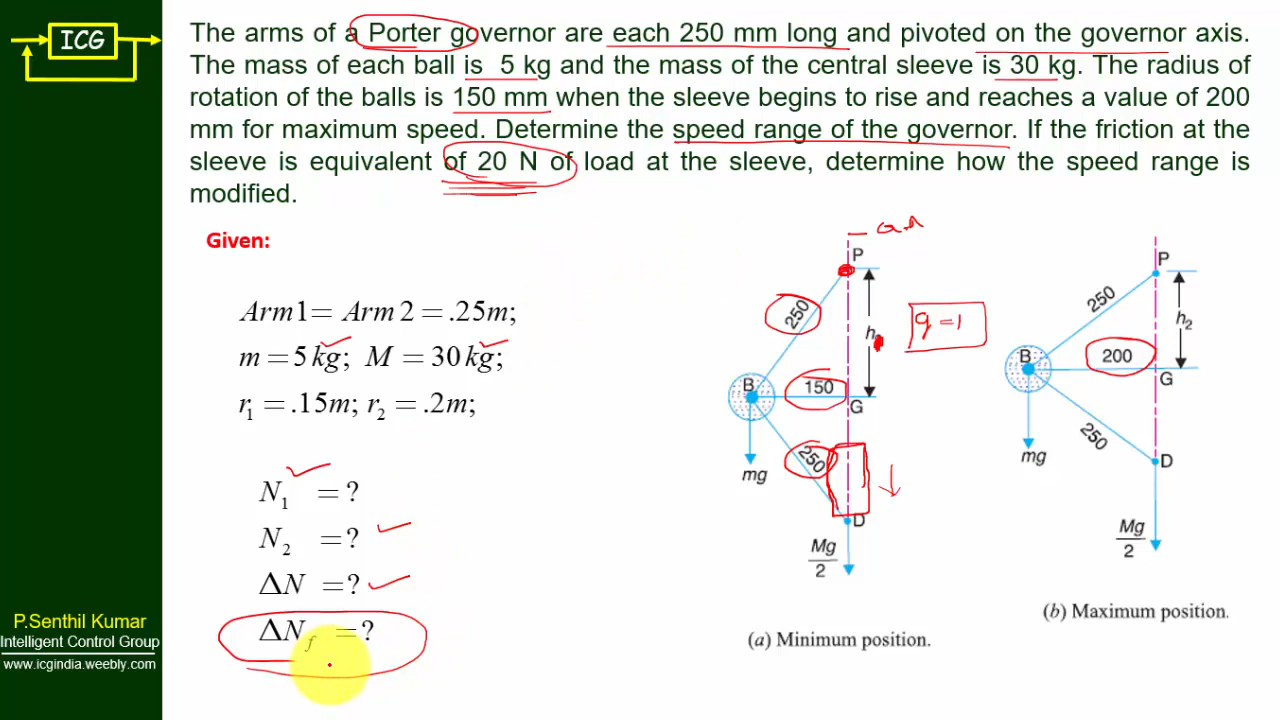 ICG
The arms of a Porter governor are each 250 mm long and pivoted on the governor axis.
The mass of each ball is 5 kg and the mass of the central sleeve is 30 kg. The radius of
rotation of the balls is 150 mm when the sleeve begins to rise and reaches a value of 200
mm for maximum speed. Determine the speed range of the governor. If the friction at the
sleeve is equivalent of 20 N of load at the sleeve, determine how the speed range is
modified.
Given:
Arm1= Arm 2 = .25m;
m = 5 kg; M = 30 kg;
r1 = .15m; r2 = .2m;
N1 = ?
N2 = ?
ΔN = ?
ΔNf = ?
P
250
h
q = 1
B
150
G
250
mg
D
Mg
2
(a) Minimum position.
P
250
h2
B
200
G
250
mg
D
Mg
2
(b) Maximum position.
P.Senthil Kumar
Intelligent Control Group
www.icgindia.weebly.com